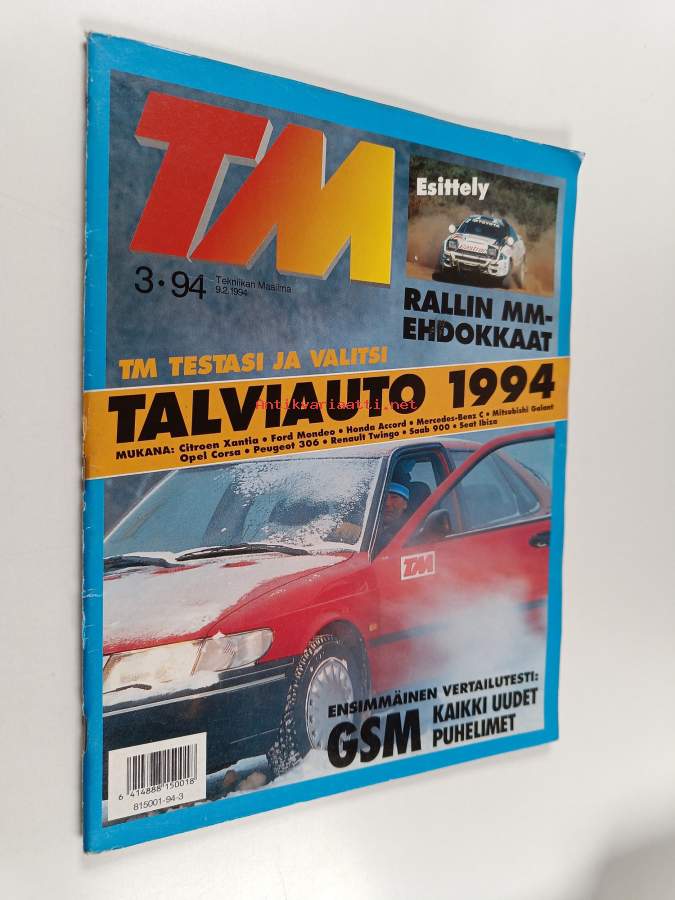 TM
3•94
Tekniikan Maailma
9.2.1994
Esittely
TOYOTA
Castrol
RALLIN MM-
EHDOKKAAT
TM TESTASI JA VALITSI
TALVIAUTO 1994
Antikvariaatti.net
MUKANA: Citroen Xantia • Ford Mondeo • Honda Accord • Mercedes-Benz C • Mitsubishi Galant
Opel Corsa • Peugeot 306 • Renault Twingo • Saab 900 • Seat Ibiza
TM
ENSIMMÄINEN VERTAILUTESTI:
GSM KAIKKI UUDET
PUHELIMET
6 414888 150018
815001-94-3